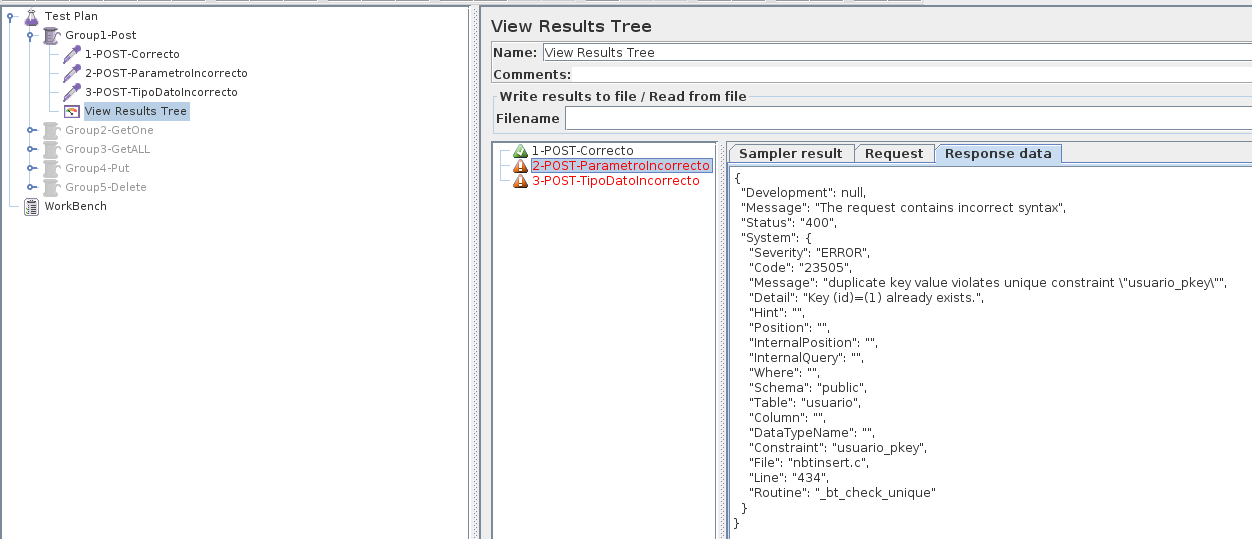 Test Plan
Group1-Post
1-POST-Correcto
2-POST-ParametroIncorrecto
3-POST-TipoDatoIncorrecto
View Results Tree
Group2-GetOne
Group3-GetALL
Group4-Put
Group5-Delete
WorkBench
View Results Tree
Name: View Results Tree
Comments:
Write results to file / Read from file
Filename
1-POST-Correcto
2-POST-ParametroIncorrecto
3-POST-TipoDatoIncorrecto
Sampler result Request Response data
{
"Development": null,
"Message": "The request contains incorrect syntax",
"Status": "400",
"System": {
"Severity": "ERROR",
"Code": "23505",
"Message": "duplicate key value violates unique constraint \"usuario_pkey\"",
"Detail": "Key (id)=(1) already exists.",
"Hint": "",
"Position": "",
"InternalPosition": "",
"InternalQuery": "",
"Where": "",
"Schema": "public",
"Table": "usuario",
"Column": "",
"DataTypeName": "",
"Constraint": "usuario_pkey",
"File": "nbtinsert.c",
"Line": "434",
"Routine": "_bt_check_unique"
}
}